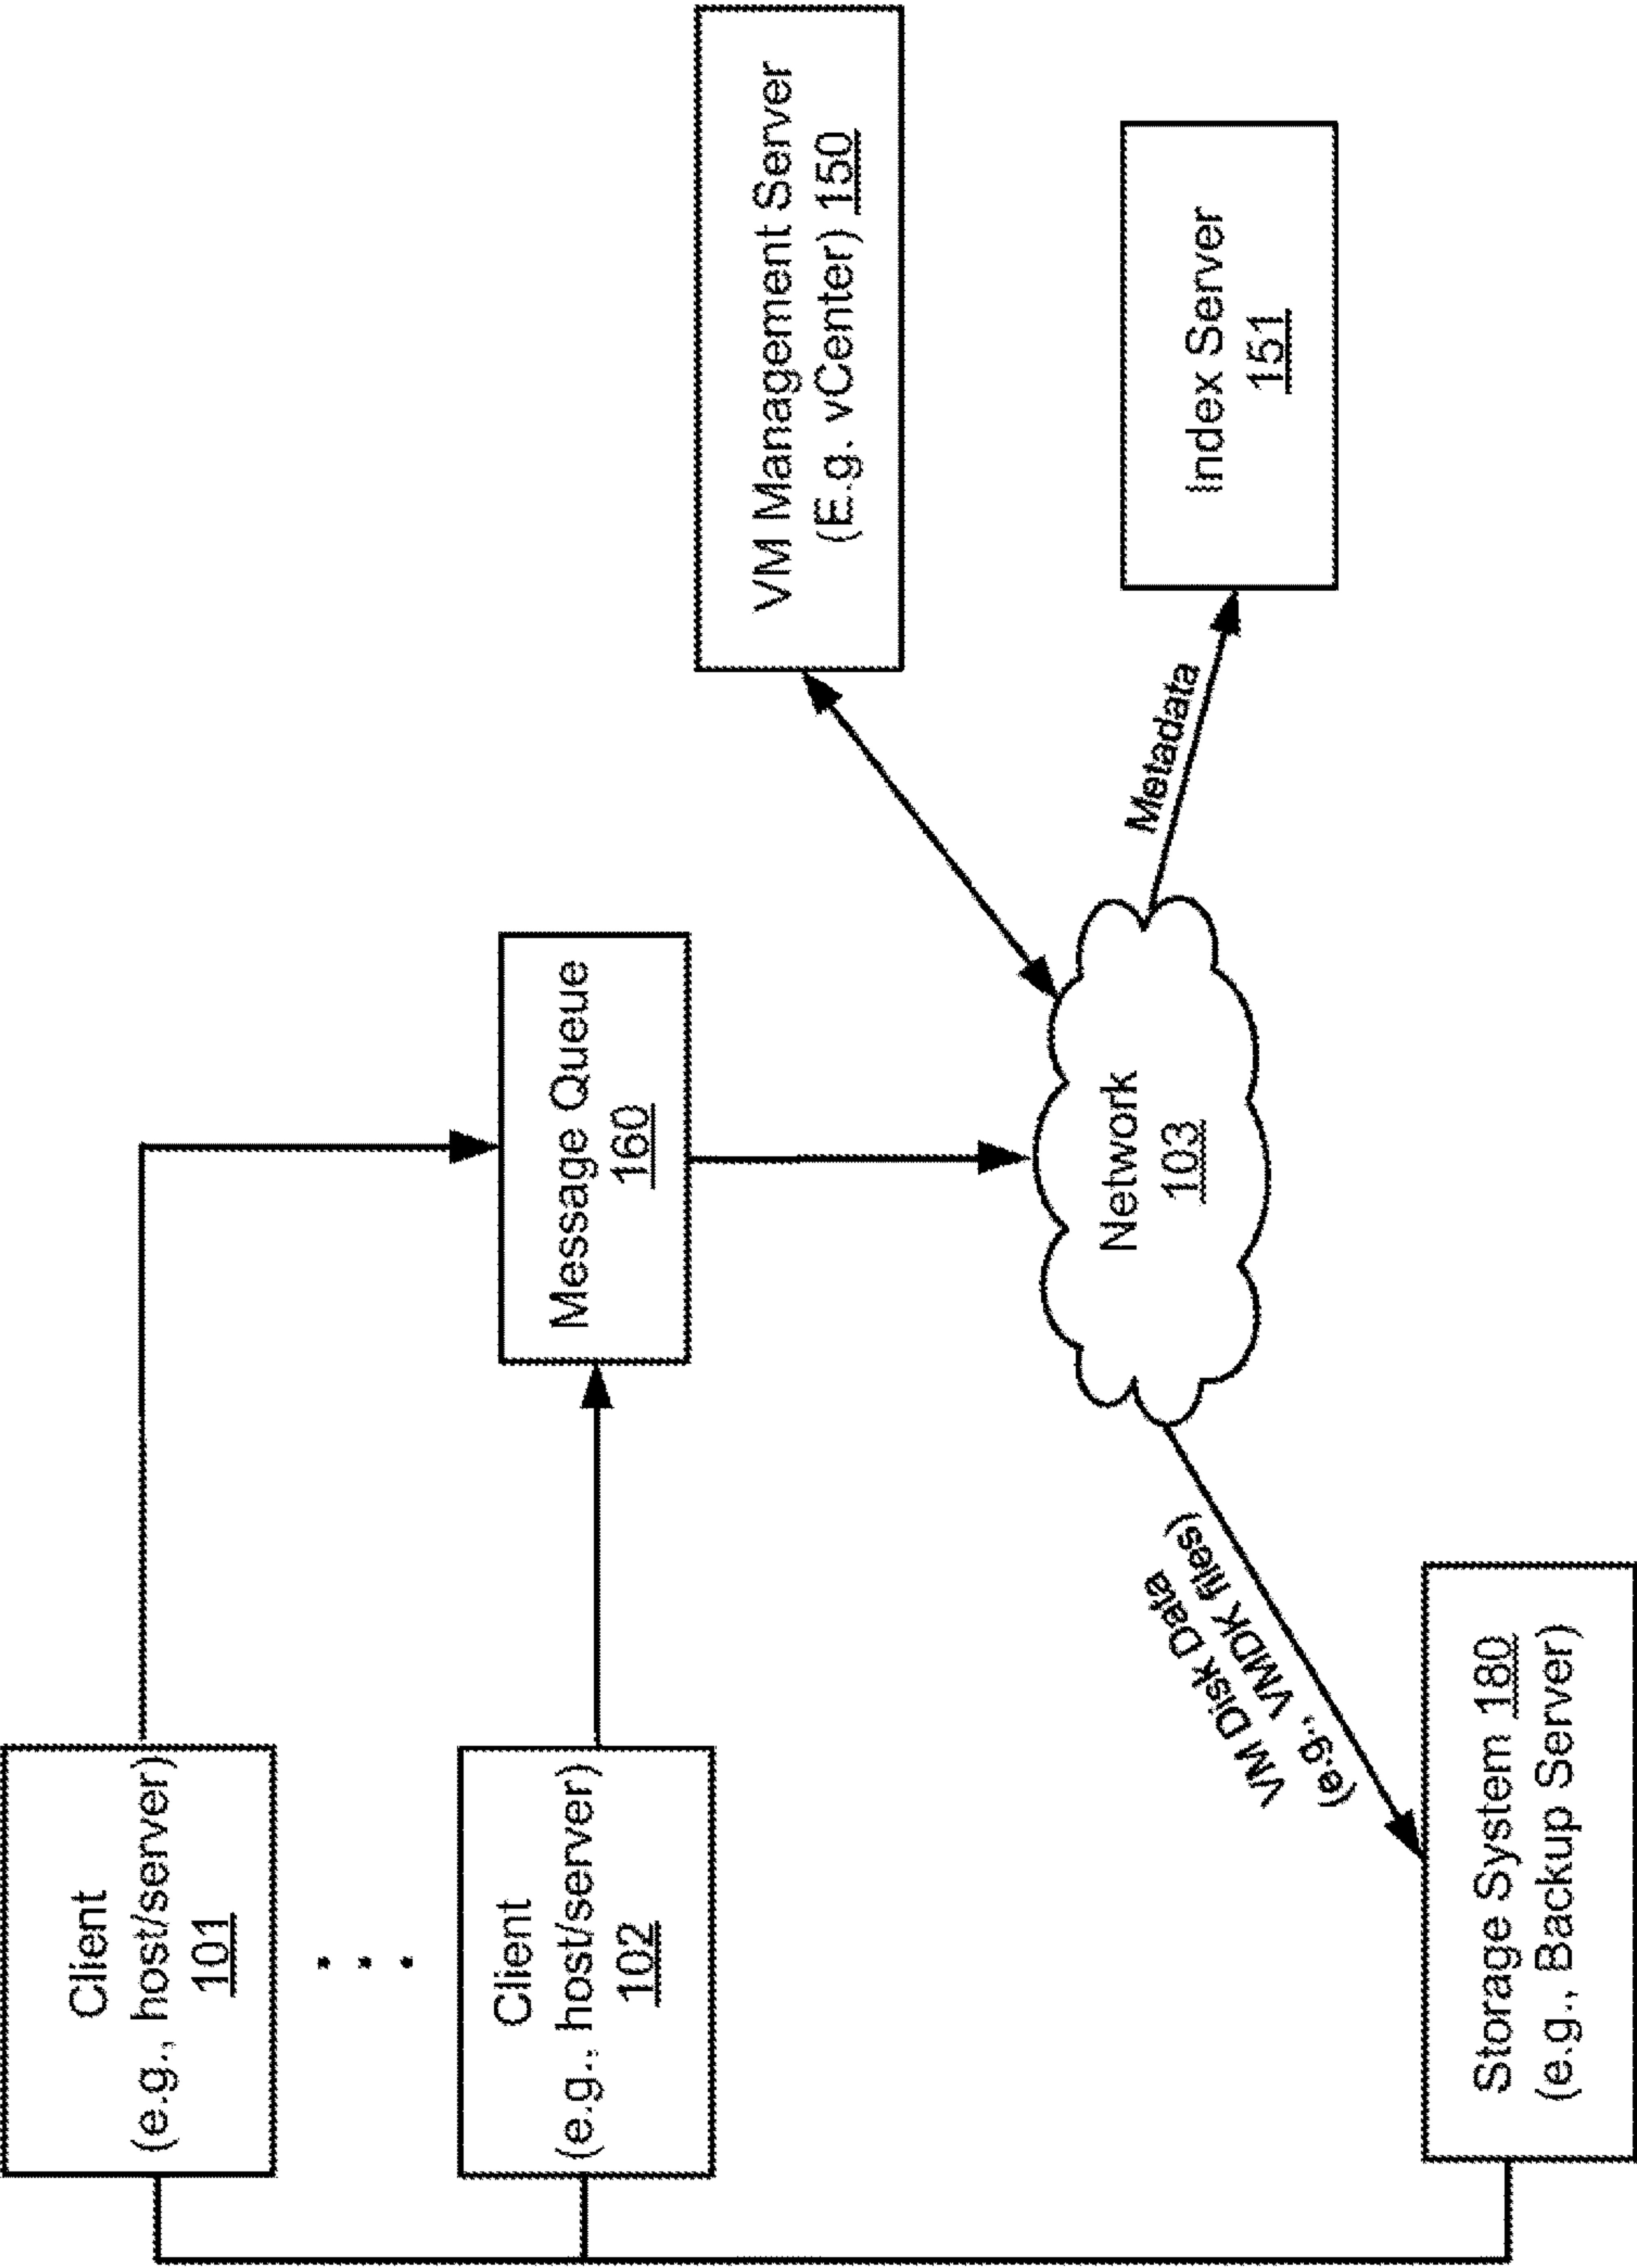 Client
(e.g., host/server)
101
Client
(e.g., host/server)
102
Message Queue
160
VM Management Server
(E.g. vCenter) 150
Network
103
Metadata
Index Server
151
VM Disk Data
(e.g., VMDK files)
Storage System 180
(e.g., Backup Server)